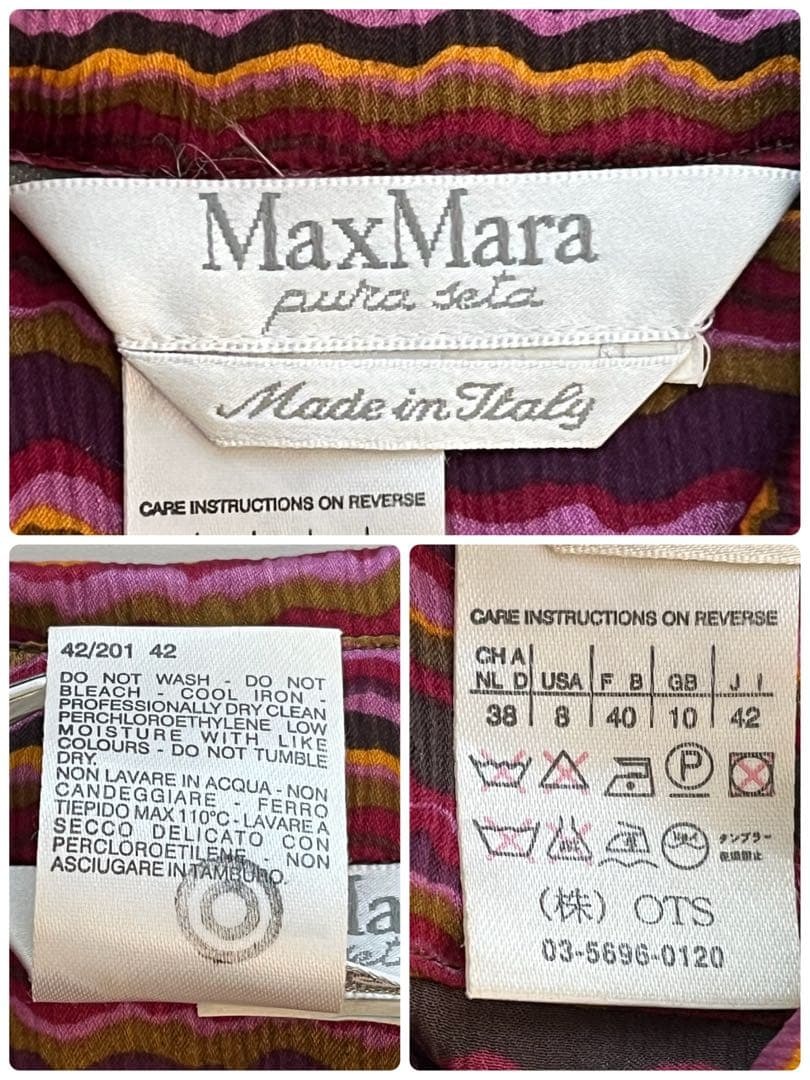 MaxMara
pura seta
Made in Italy
CARE INSTRUCTIONS ON REVERSE
42/201 42
DO NOT WASH - DO NOT
BLEACH - COOL IRON -
PROFESSIONALLY DRY CLEAN
PERCHLOROETHYLENE LOW
MOISTURE WITH LIKE
COLOURS - DO NOT TUMBLE
DRY.
NON LAVARE IN ACQUA - NON
CANDEGGIARE - FERRO
TIEPIDO MAX 110°C - LAVARE A
SECCO DELICATO CON
PERCLOROETILENE - NON
ASCIUGARE IN TAMBURO.
CARE INSTRUCTIONS ON REVERSE
CH A
NL D USA F B GB J I
38 8 40 10 42
P
ドライ
タンブラー
乾燥禁止
(株) OTS
03-5696-0120